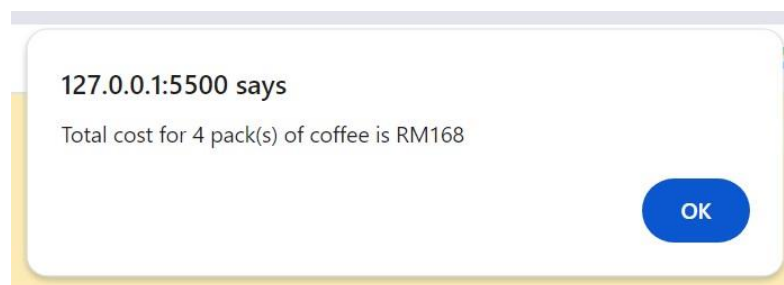 127.0.0.1:5500 says
Total cost for 4 pack(s) of coffee is RM168
OK